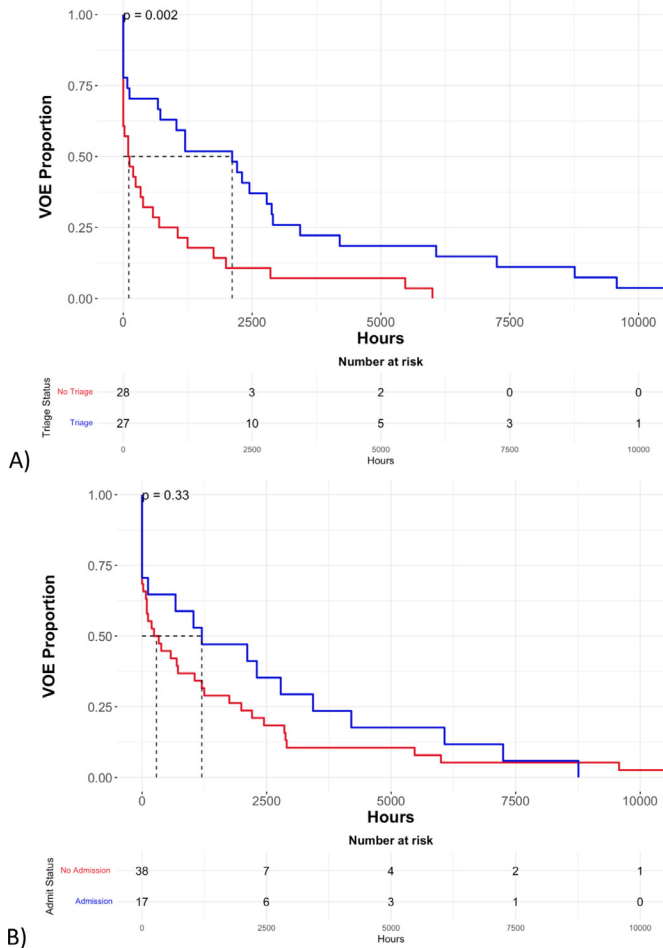 p = 0.002
VOE Proportion
1.00
0.75
0.50
0.25
0.00
0 2500 5000 7500 10000
Hours
Number at risk
Triage Status
No Triage 28 3 2 0 0
Triage 27 10 5 3 1
0 2500 5000 7500 10000
Hours
A)
p = 0.33
VOE Proportion
1.00
0.75
0.50
0.25
0.00
0 2500 5000 7500 10000
Hours
Number at risk
Admit Status
No Admission 38 7 4 2 1
Admission 17 6 3 1 0
0 2500 5000 7500 10000
Hours
B)